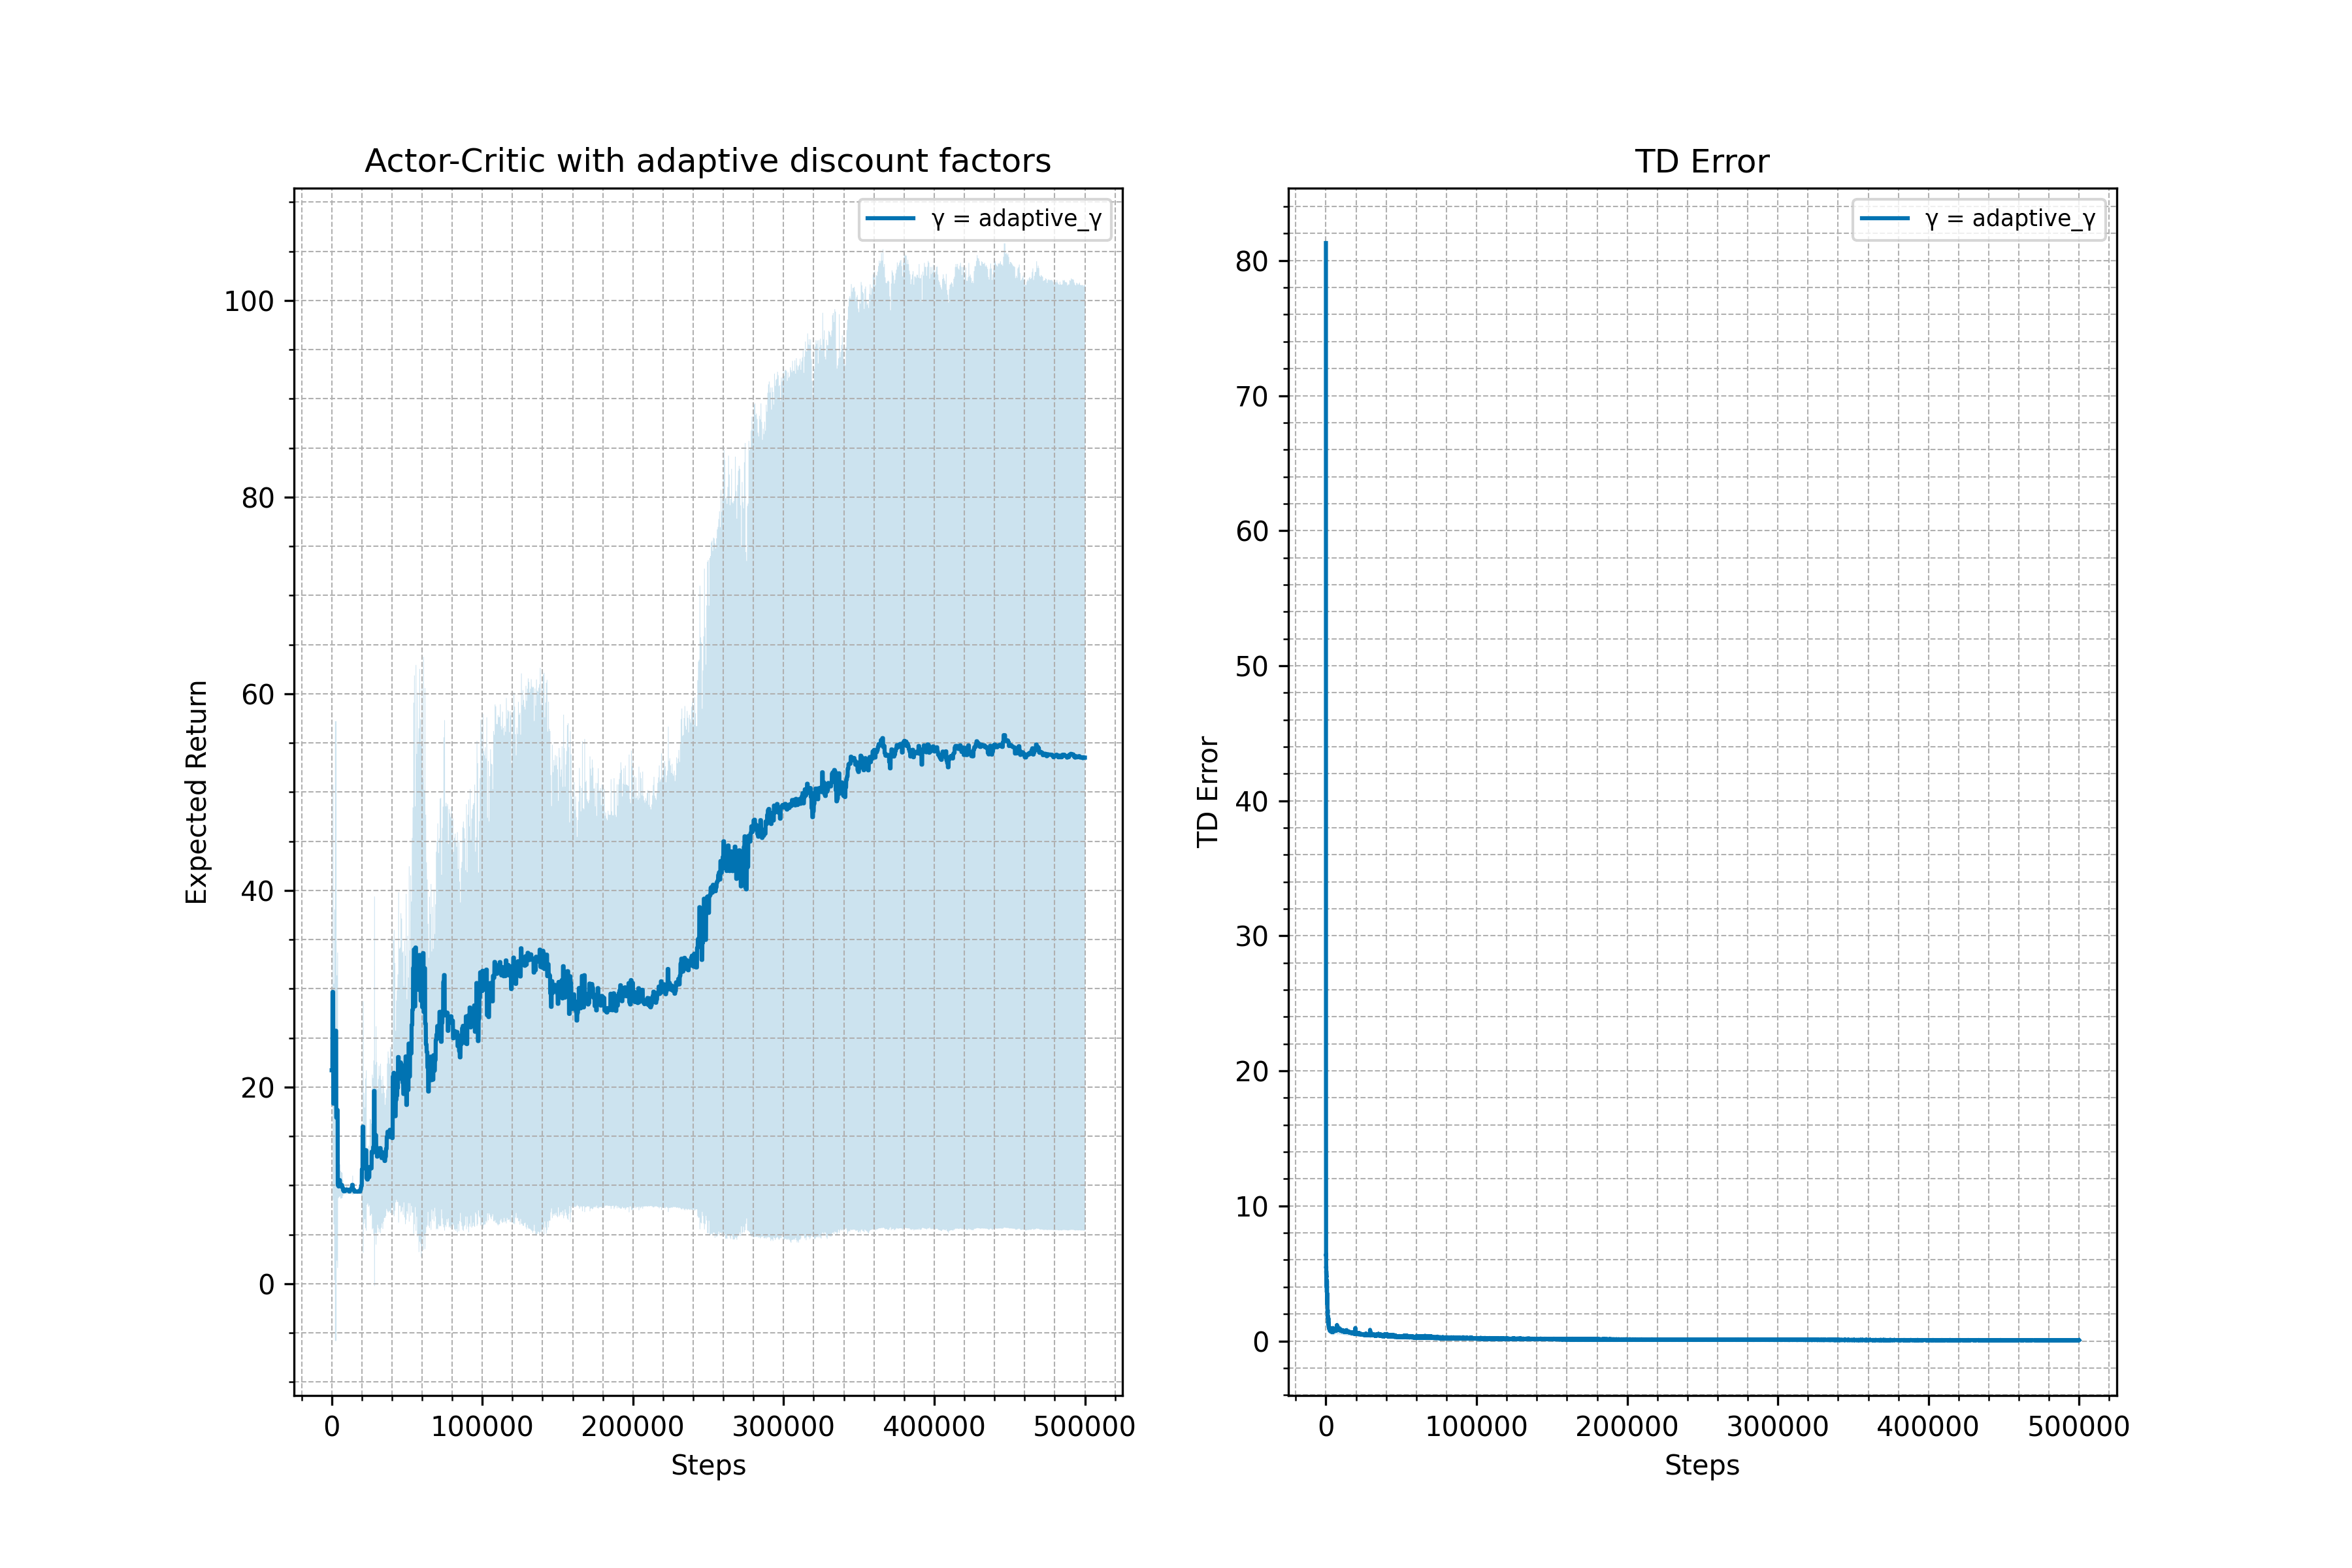 Actor-Critic with adaptive discount factors
γ = adaptive_γ
100
80
60
40
20
0
Expected Return
0 100000 200000 300000 400000 500000
Steps
TD Error
γ = adaptive_γ
80
70
60
50
40
30
20
10
0
TD Error
0 100000 200000 300000 400000 500000
Steps